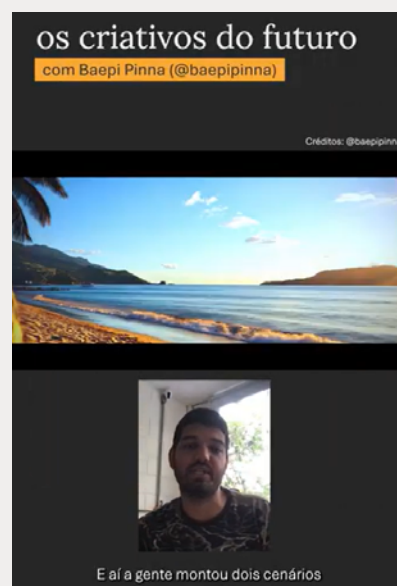 os criativos do futuro
com Baepi Pinna (@baepipinna)
Créditos: @baepipinn
E aí a gente montou dois cenários